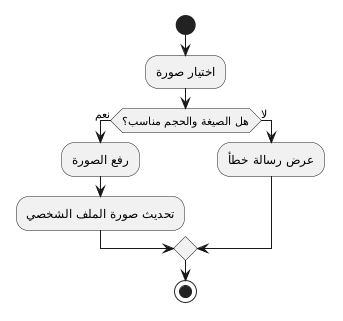 اختيار صورة
هل الصيغة والحجم مناسب؟
نعم
لا
رفع الصورة
عرض رسالة خطأ
تحديث صورة الملف الشخصي